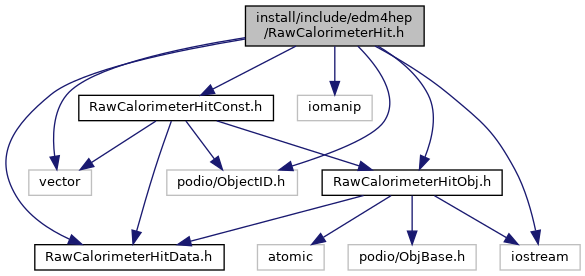 install/include/edm4hep
/RawCalorimeterHit.h
RawCalorimeterHitConst.h
iomanip
vector
podio/ObjectID.h
RawCalorimeterHitObj.h
RawCalorimeterHitData.h
atomic
podio/ObjBase.h
iostream